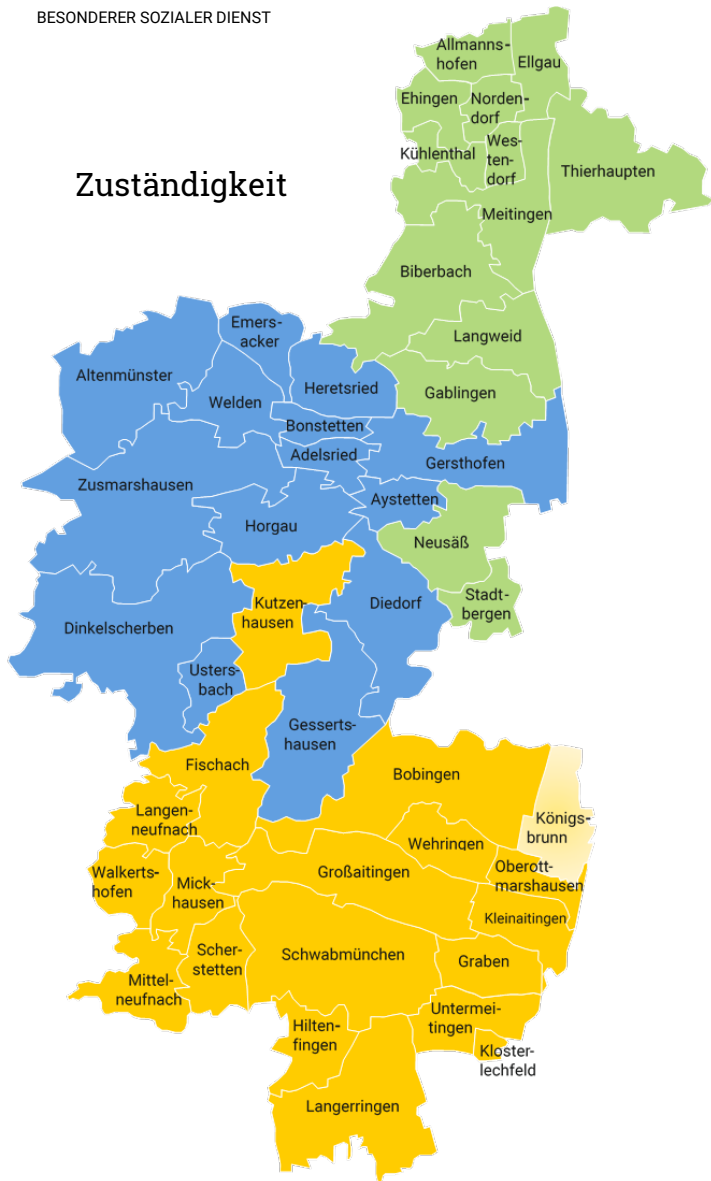 BESONDERER SOZIALER DIENST
Zuständigkeit
Allmanns-
hofen
Ellgau
Ehingen
Norden-
dorf
Kühlenthal
Wes-
ten-
dorf
Thierhaupten
Meitingen
Biberbach
Langweid
Gablingen
Emers-
acker
Altenmünster
Heretsried
Welden
Bonstetten
Adelsried
Gersthofen
Zusmarshausen
Aystetten
Horgau
Neusäß
Kutzen-
hausen
Diedorf
Stadt-
bergen
Dinkelscherben
Usters-
bach
Gesserts-
hausen
Fischach
Bobingen
Langen-
neufnach
Königs-
brunn
Wehringen
Walkerts-
hofen
Mick-
hausen
Großaitingen
Oberott-
marshausen
Kleinaitingen
Scher-
stetten
Schwabmünchen
Graben
Mittel-
neufnach
Hilten-
fingen
Untermei-
tingen
Kloster-
lechfeld
Langerringen